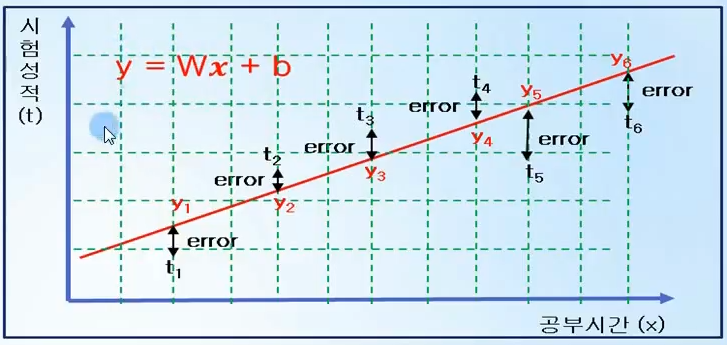 시험성적 (t)
y = Wx + b
y₁
error
t₁
t₂
error
y₂
t₃
error
y₃
t₄
error
y₄
y₅
error
t₅
y₆
error
t₆
공부시간 (x)